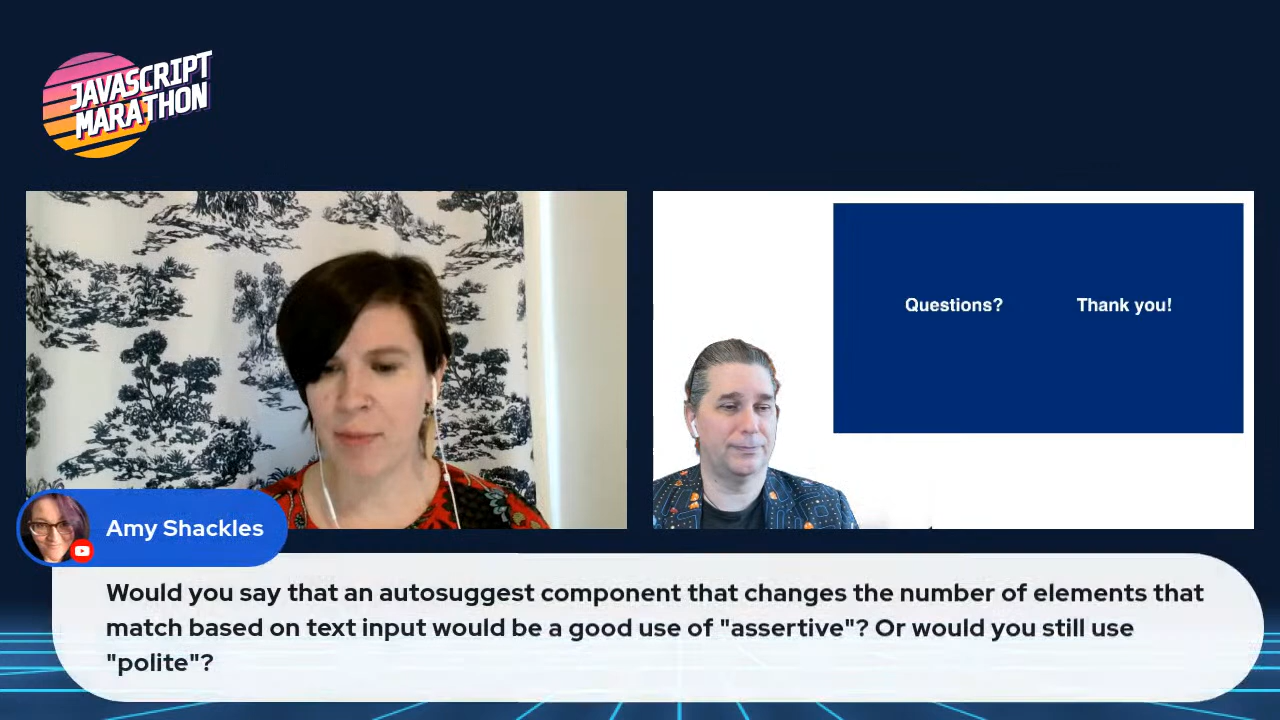 JAVASCRIPT
MARATHON
Questions?
Thank you!
Amy Shackles
Would you say that an autosuggest component that changes the number of elements that
match based on text input would be a good use of "assertive"? Or would you still use
"polite"?